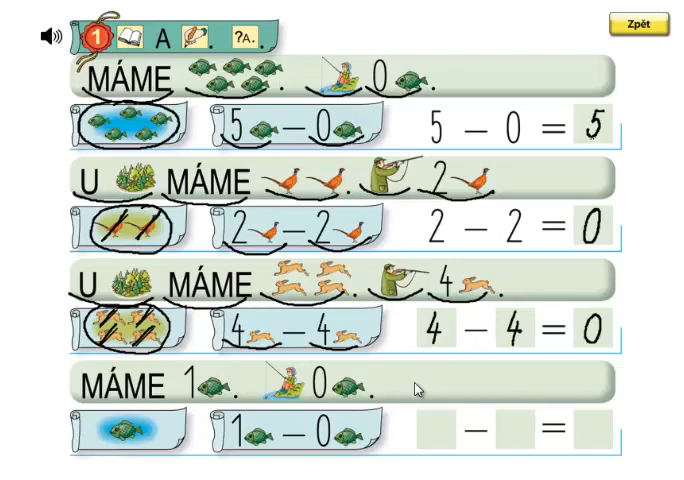 Zpět
1 A . ?A. .
MÁME . 0 .
5 – 0 5 – 0 = 5
U MÁME . 2 .
2 – 2 2 – 2 = 0
U MÁME . 4 .
4 – 4 4 – 4 = 0
MÁME 1 . 0 .
1 – 0 – =